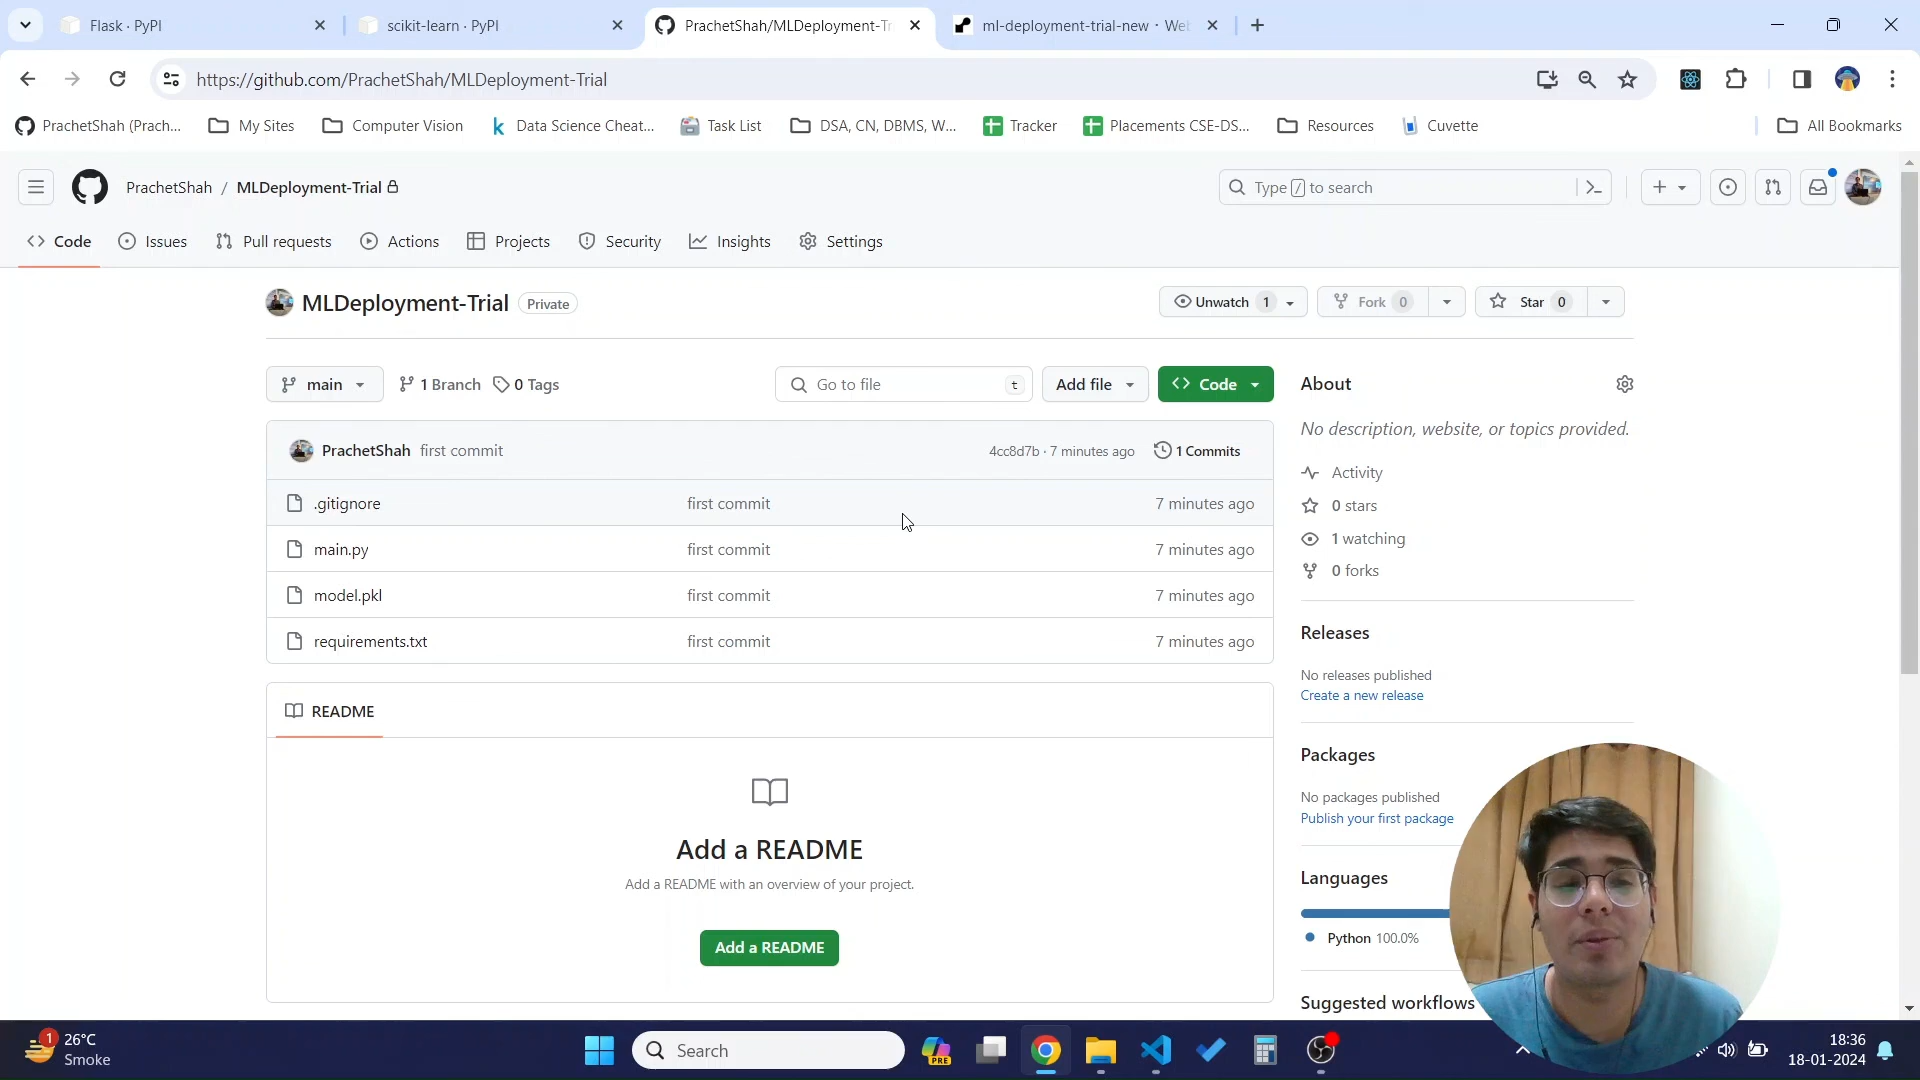 Flask · PyPI
scikit-learn · PyPI
PrachetShah/MLDeployment-Tr
ml-deployment-trial-new · Web
https://github.com/PrachetShah/MLDeployment-Trial
PrachetShah (Prach...
My Sites
Computer Vision
Data Science Cheat...
Task List
DSA, CN, DBMS, W...
Tracker
Placements CSE-DS...
Resources
Cuvette
All Bookmarks
PrachetShah / MLDeployment-Trial
Type / to search
Code
Issues
Pull requests
Actions
Projects
Security
Insights
Settings
MLDeployment-Trial Private
Unwatch 1
Fork 0
Star 0
main
1 Branch
0 Tags
Go to file t
Add file
Code
About
No description, website, or topics provided.
PrachetShah first commit
4cc8d7b · 7 minutes ago
1 Commits
.gitignore first commit 7 minutes ago
main.py first commit 7 minutes ago
model.pkl first commit 7 minutes ago
requirements.txt first commit 7 minutes ago
Activity
0 stars
1 watching
0 forks
Releases
No releases published
Create a new release
README
Add a README
Add a README with an overview of your project.
Add a README
Packages
No packages published
Publish your first package
Languages
Python 100.0%
Suggested workflows
1
26°C
Smoke
Search
PRE
18:36
18-01-2024